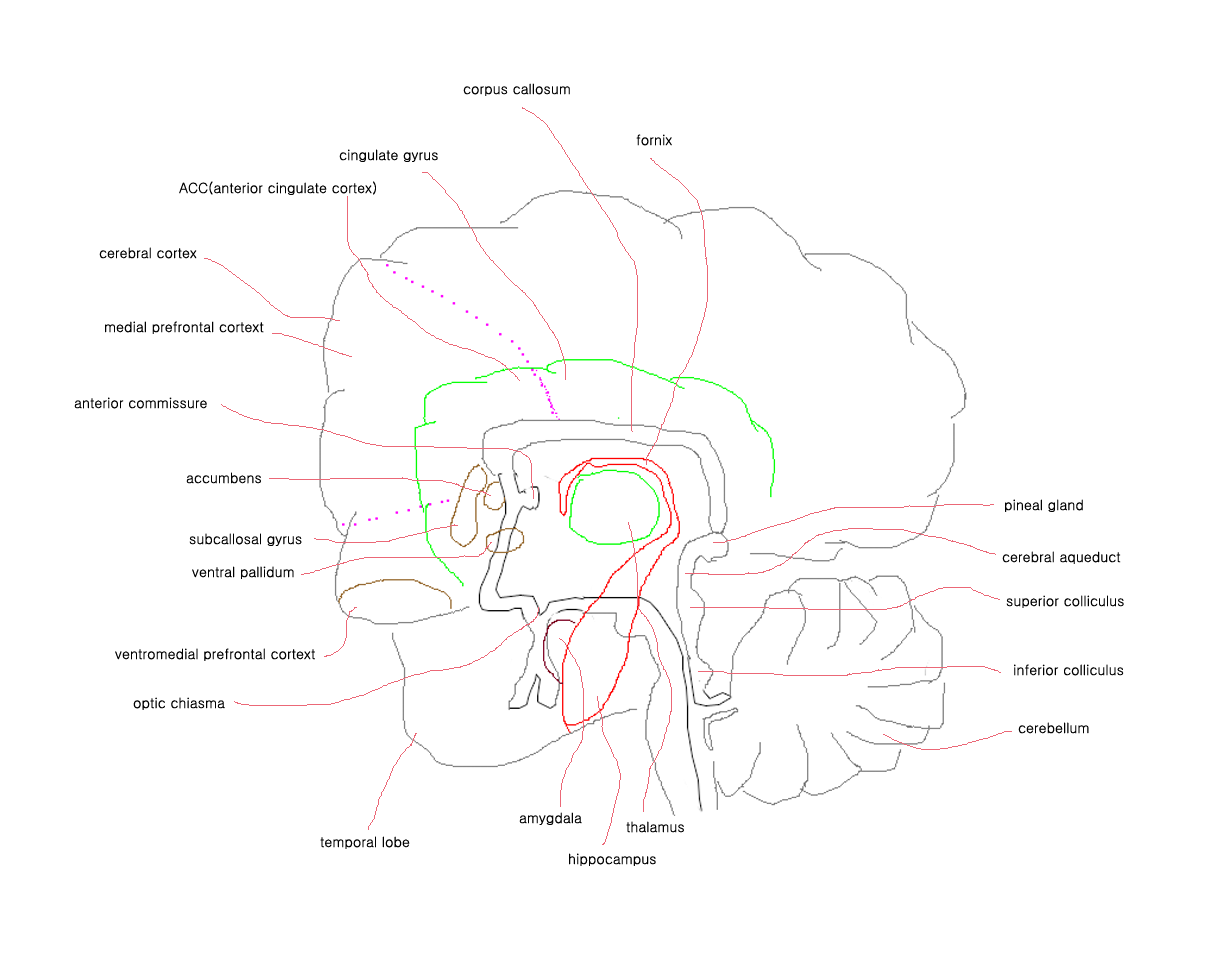 corpus callosum
fornix
cingulate gyrus
ACC(anterior cingulate cortex)
cerebral cortex
medial prefrontal cortext
anterior commissure
accumbens
subcallosal gyrus
ventral pallidum
ventromedial prefrontal cortext
optic chiasma
temporal lobe
amygdala
thalamus
hippocampus
pineal gland
cerebral aqueduct
superior colliculus
inferior colliculus
cerebellum